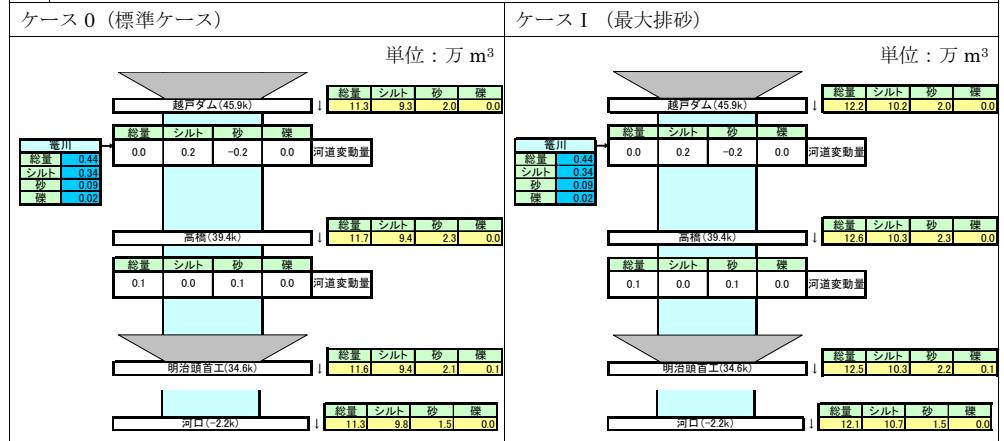 ケース 0（標準ケース）
単位：万 m³
総量 シルト 砂 礫
越戸ダム(45.9k) ↓ 11.3 9.3 2.0 0.0
総量 シルト 砂 礫
篭川 → 0.0 0.2 -0.2 0.0 河道変動量
総量 0.44
シルト 0.34
砂 0.09
礫 0.02
総量 シルト 砂 礫
高橋(39.4k) ↓ 11.7 9.4 2.3 0.0
総量 シルト 砂 礫
0.1 0.0 0.1 0.0 河道変動量
総量 シルト 砂 礫
明治頭首工(34.6k) ↓ 11.6 9.4 2.1 0.1
総量 シルト 砂 礫
河口(-2.2k) ↓ 11.3 9.8 1.5 0.0
ケース I （最大排砂）
単位：万 m³
総量 シルト 砂 礫
越戸ダム(45.9k) ↓ 12.2 10.2 2.0 0.0
総量 シルト 砂 礫
篭川 → 0.0 0.2 -0.2 0.0 河道変動量
総量 0.44
シルト 0.34
砂 0.09
礫 0.02
総量 シルト 砂 礫
高橋(39.4k) ↓ 12.6 10.3 2.3 0.0
総量 シルト 砂 礫
0.1 0.0 0.1 0.0 河道変動量
総量 シルト 砂 礫
明治頭首工(34.6k) ↓ 12.5 10.3 2.2 0.1
総量 シルト 砂 礫
河口(-2.2k) ↓ 12.1 10.7 1.5 0.0